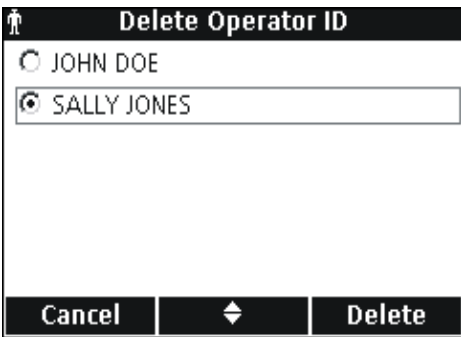 Delete Operator ID
JOHN DOE
SALLY JONES
Cancel Delete